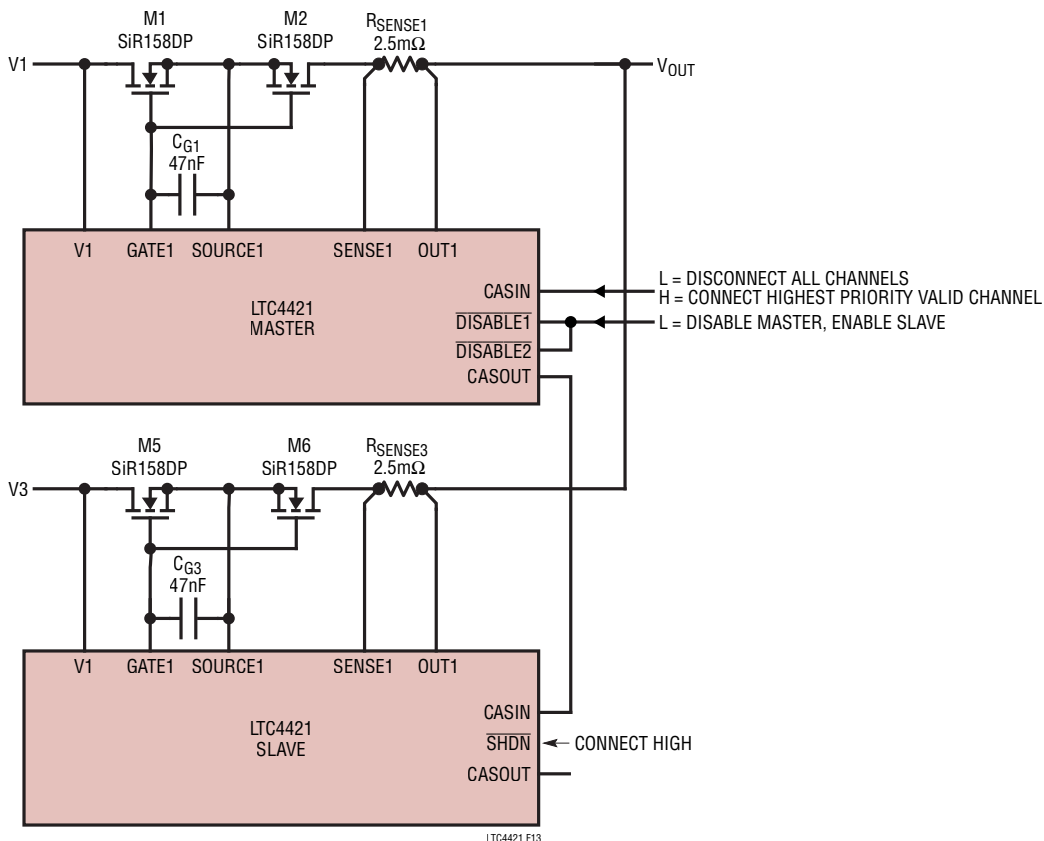 M1
SiR158DP
M2
SiR158DP
RSENSE1
2.5mΩ
V1
VOUT
CG1
47nF
V1 GATE1 SOURCE1 SENSE1 OUT1
LTC4421
MASTER
CASIN
DISABLE1
DISABLE2
CASOUT
L = DISCONNECT ALL CHANNELS
H = CONNECT HIGHEST PRIORITY VALID CHANNEL
L = DISABLE MASTER, ENABLE SLAVE
M5
SiR158DP
M6
SiR158DP
RSENSE3
2.5mΩ
V3
CG3
47nF
V1 GATE1 SOURCE1 SENSE1 OUT1
LTC4421
SLAVE
CASIN
SHDN
CASOUT
CONNECT HIGH
LTC4421 F13